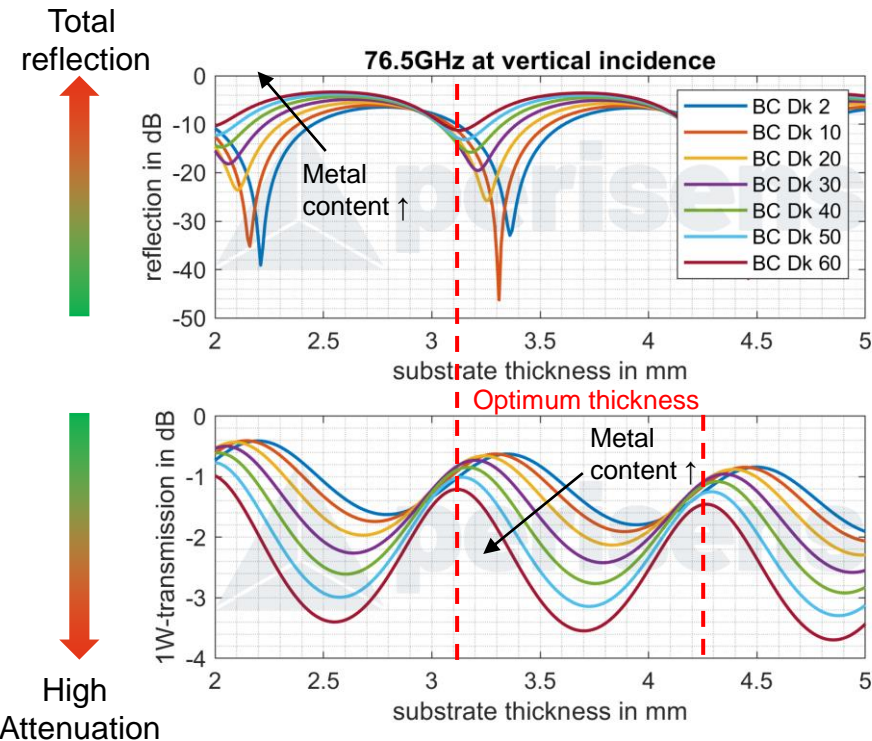 Total
reflection
76.5GHz at vertical incidence
0
-10
-20
-30
-40
-50
reflection in dB
Metal
content ↑
BC Dk 2
BC Dk 10
BC Dk 20
BC Dk 30
BC Dk 40
BC Dk 50
BC Dk 60
perisens
2
2.5
3
3.5
4
4.5
5
substrate thickness in mm
Optimum thickness
0
-1
-2
-3
-4
1W-transmission in dB
Metal
content ↑
perisens
2
2.5
3
3.5
4
4.5
5
substrate thickness in mm
High
Attenuation